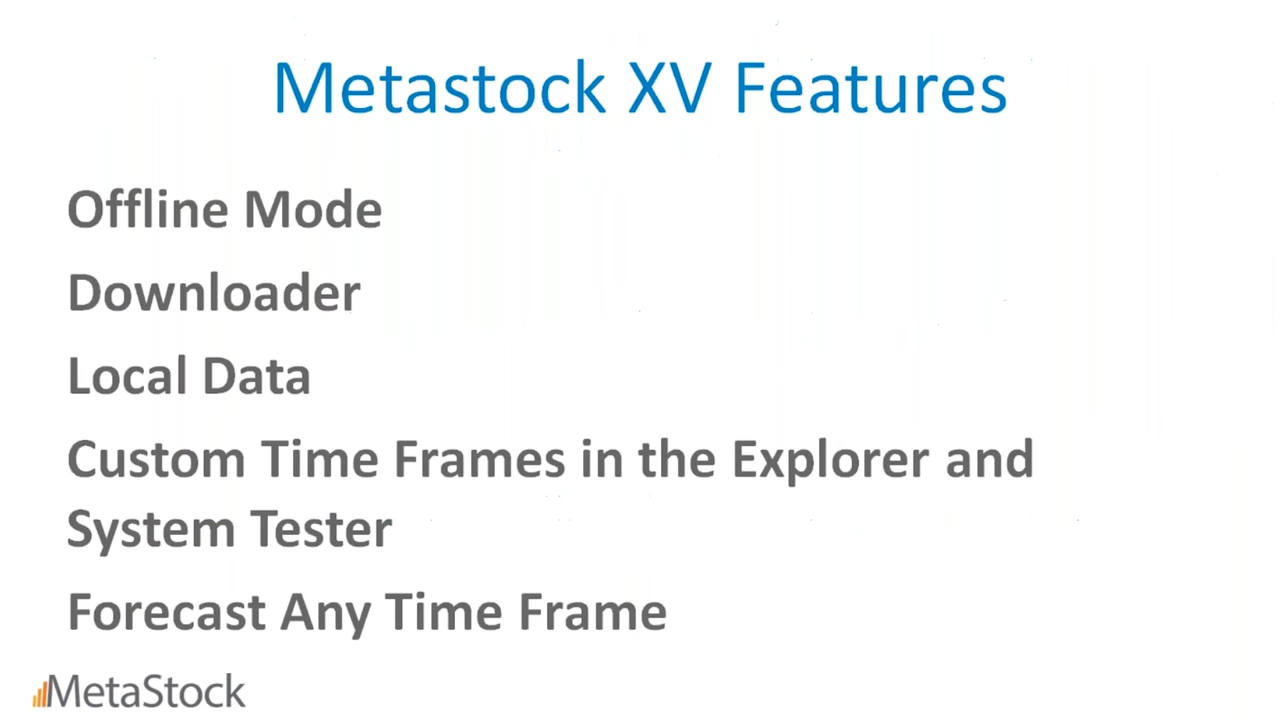 Metastock XV Features
Offline Mode
Downloader
Local Data
Custom Time Frames in the Explorer and
System Tester
Forecast Any Time Frame
MetaStock